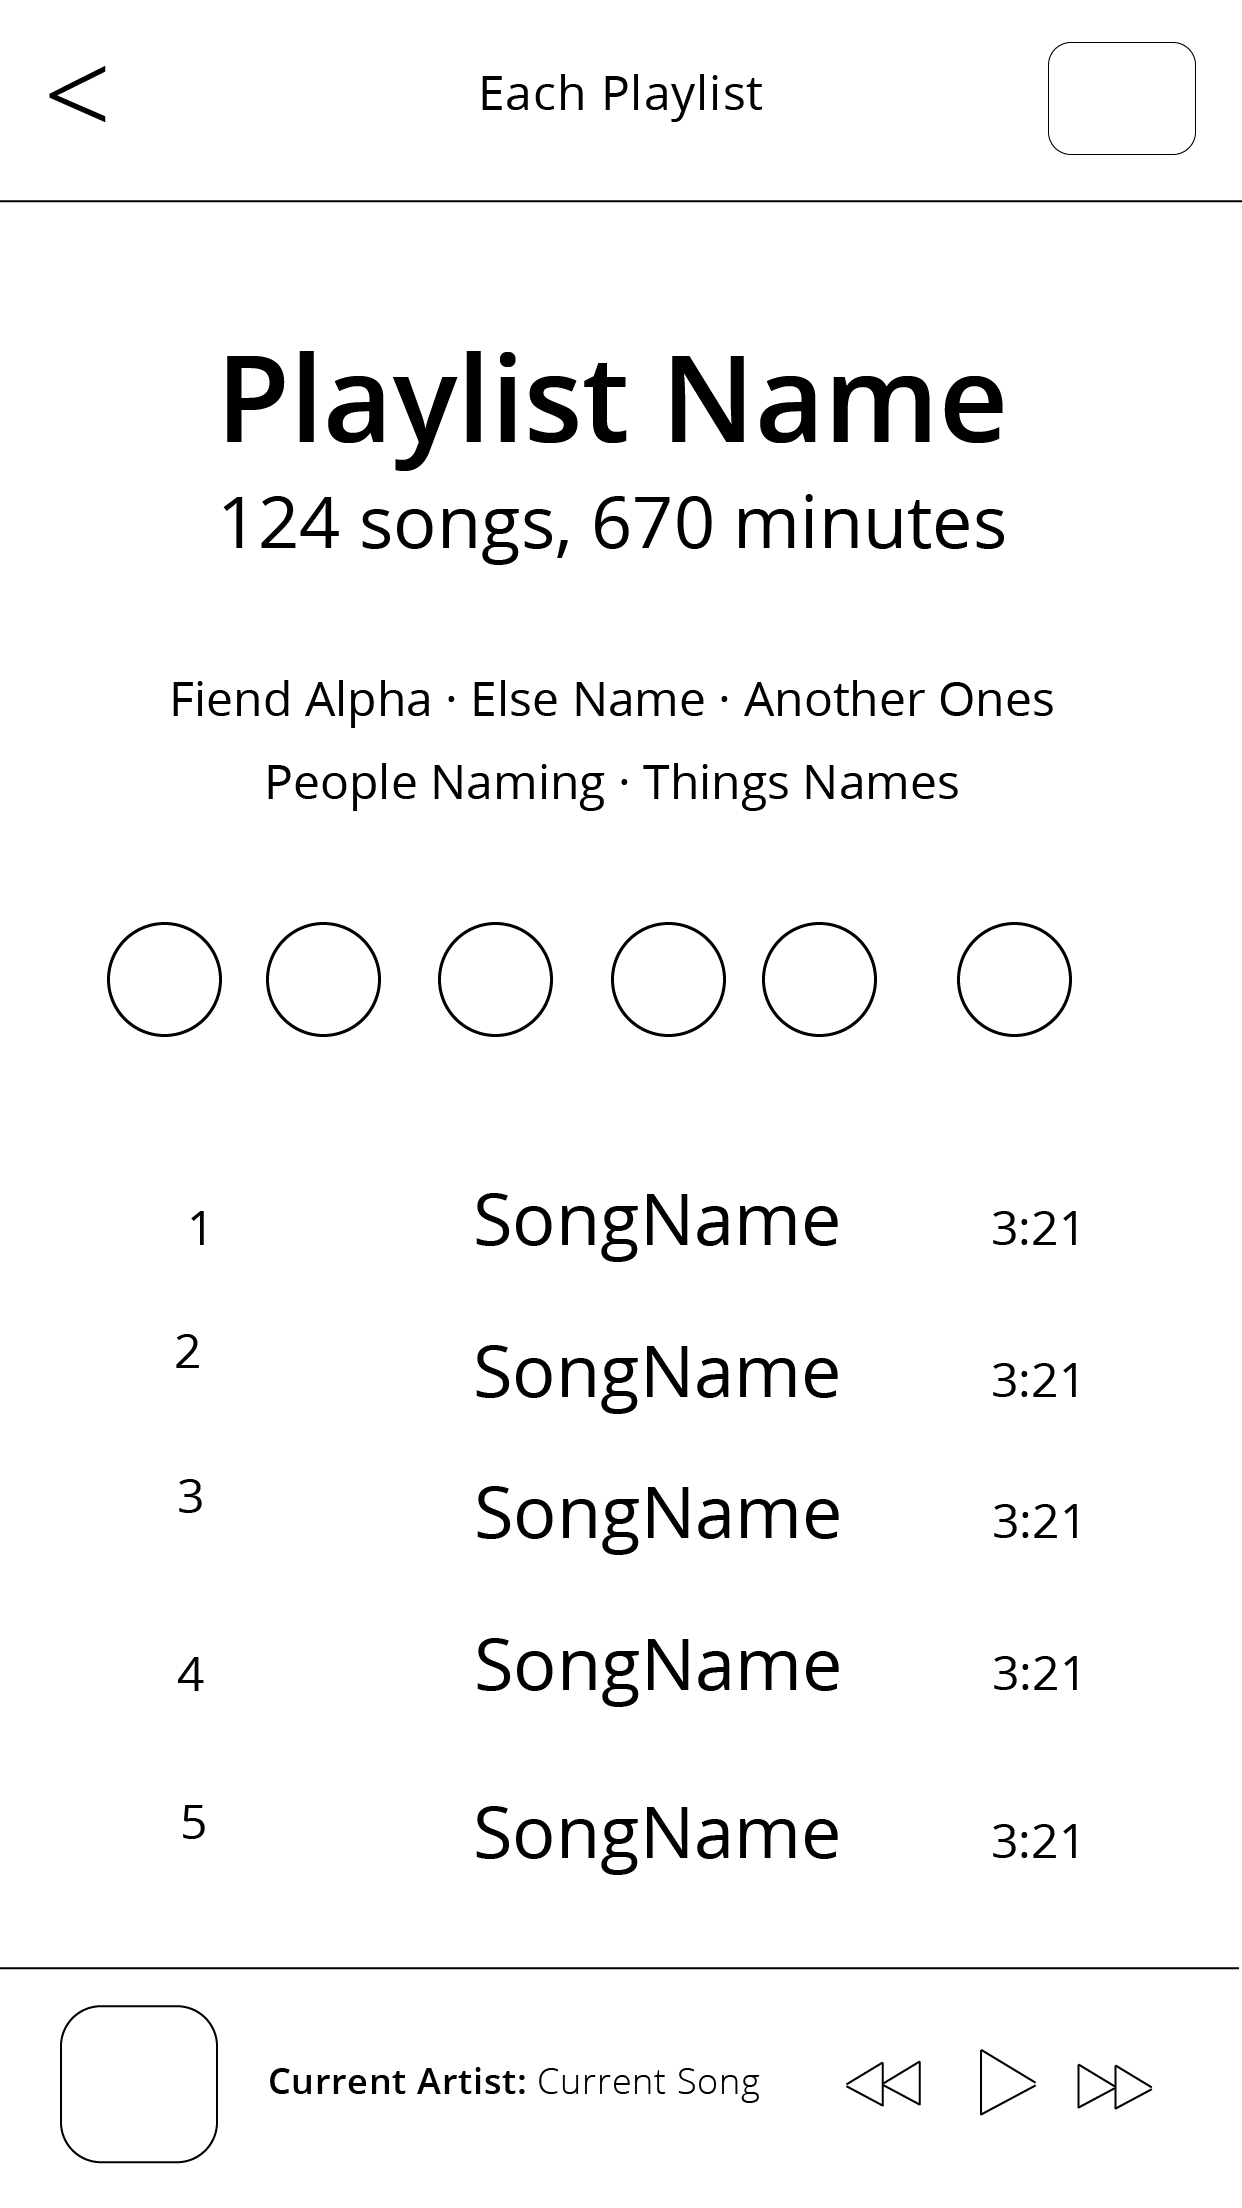 Each Playlist
Playlist Name
124 songs, 670 minutes
Fiend Alpha · Else Name · Another Ones
People Naming · Things Names
1 SongName 3:21
2 SongName 3:21
3 SongName 3:21
4 SongName 3:21
5 SongName 3:21
Current Artist: Current Song